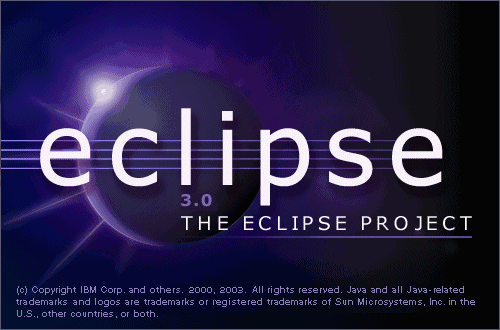 eclipse
3.0
THE ECLIPSE PROJECT
(c) Copyright IBM Corp. and others. 2000, 2003. All rights reserved. Java and all Java-related
trademarks and logos are trademarks or registered trademarks of Sun Microsystems, Inc. in the
U.S., other countries, or both.